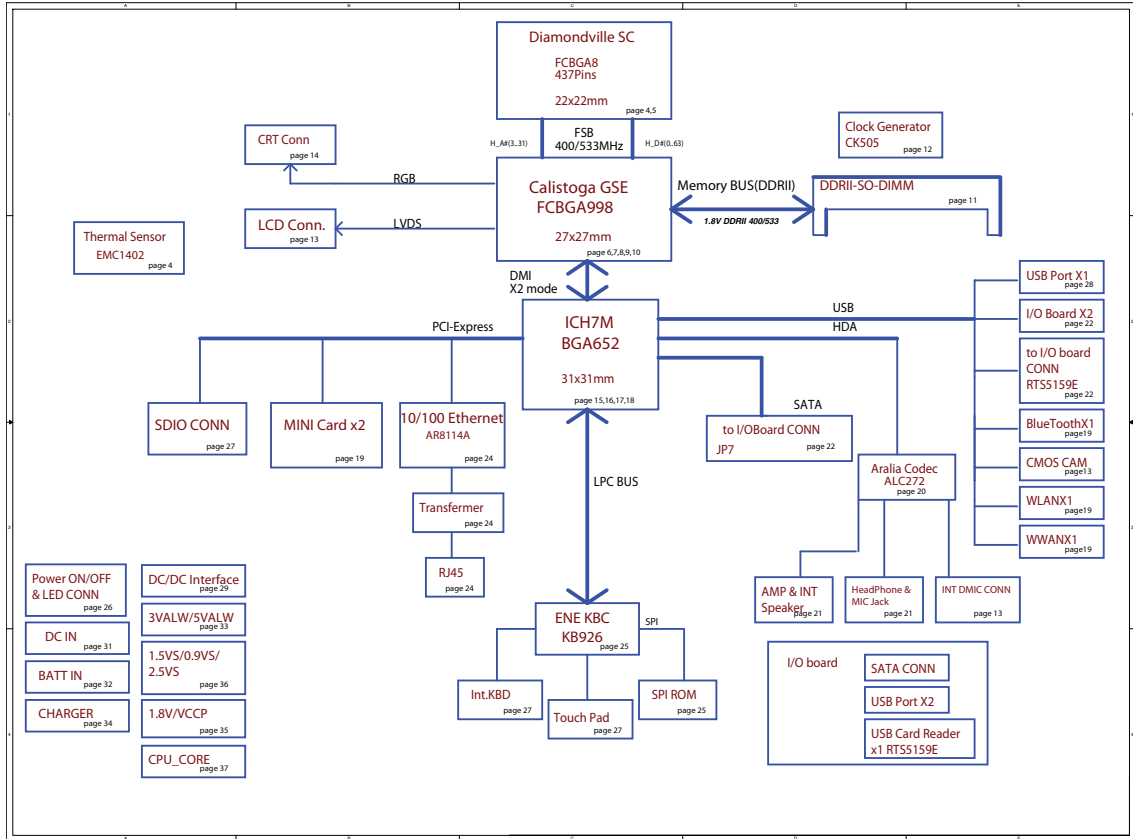 Diamondville SC
FCBGA8
437Pins
22x22mm
page 4,5
H_A#(3..31)
FSB
400/533MHz
H_D#(0..63)
Clock Generator
CK505
page 12
CRT Conn
page 14
RGB
Calistoga GSE
FCBGA998
27x27mm
page 6,7,8,9,10
Memory BUS(DDRII)
1.8V DDRII 400/533
DDRII-SO-DIMM
page 11
LCD Conn.
page 13
LVDS
Thermal Sensor
EMC1402
page 4
DMI
X2 mode
ICH7M
BGA652
31x31mm
page 15,16,17,18
PCI-Express
USB
HDA
SATA
USB Port X1
page 28
I/O Board X2
page 22
to I/O board
CONN
RTS5159E
page 22
BlueToothX1
page19
CMOS CAM
page13
WLANX1
page19
WWANX1
page19
SDIO CONN
page 27
MINI Card x2
page 19
10/100 Ethernet
AR8114A
page 24
to I/OBoard CONN
JP7
page 22
Aralia Codec
ALC272
page 20
LPC BUS
Transfermer
page 24
RJ45
page 24
AMP & INT
Speaker
page 21
HeadPhone &
MIC Jack
page 21
INT DMIC CONN
page 13
Power ON/OFF
& LED CONN
page 26
DC IN
page 31
BATT IN
page 32
CHARGER
page 34
DC/DC Interface
page 29
3VALW/5VALW
page 33
1.5VS/0.9VS/
2.5VS
page 36
1.8V/VCCP
page 35
CPU_CORE
page 37
ENE KBC
KB926
page 25
SPI
Int.KBD
page 27
Touch Pad
page 27
SPI ROM
page 25
I/O board
SATA CONN
USB Port X2
USB Card Reader
x1 RTS5159E